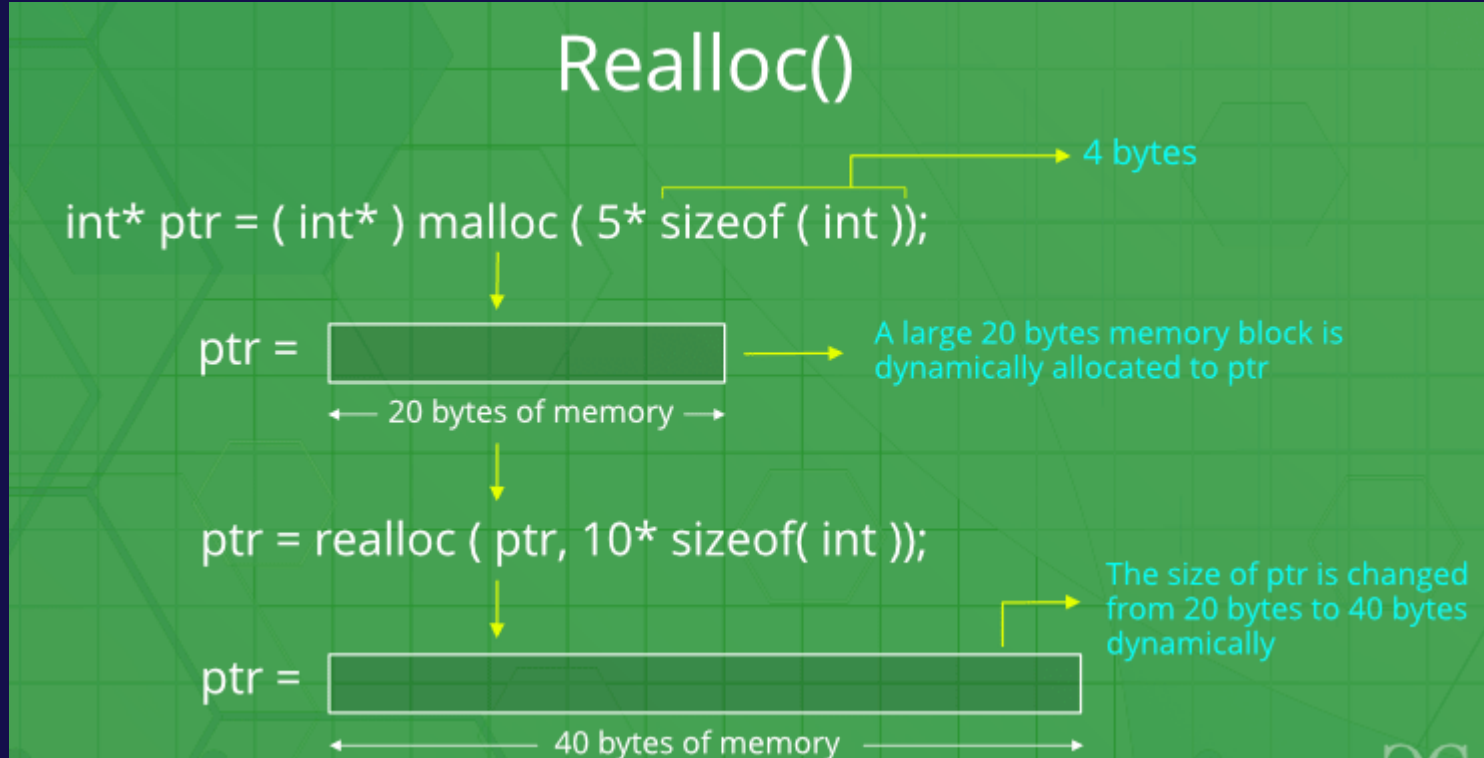 Realloc()
4 bytes
int* ptr = ( int* ) malloc ( 5* sizeof ( int ));
ptr =
A large 20 bytes memory block is
dynamically allocated to ptr
20 bytes of memory
ptr = realloc ( ptr, 10* sizeof( int ));
The size of ptr is changed
from 20 bytes to 40 bytes
dynamically
ptr =
40 bytes of memory